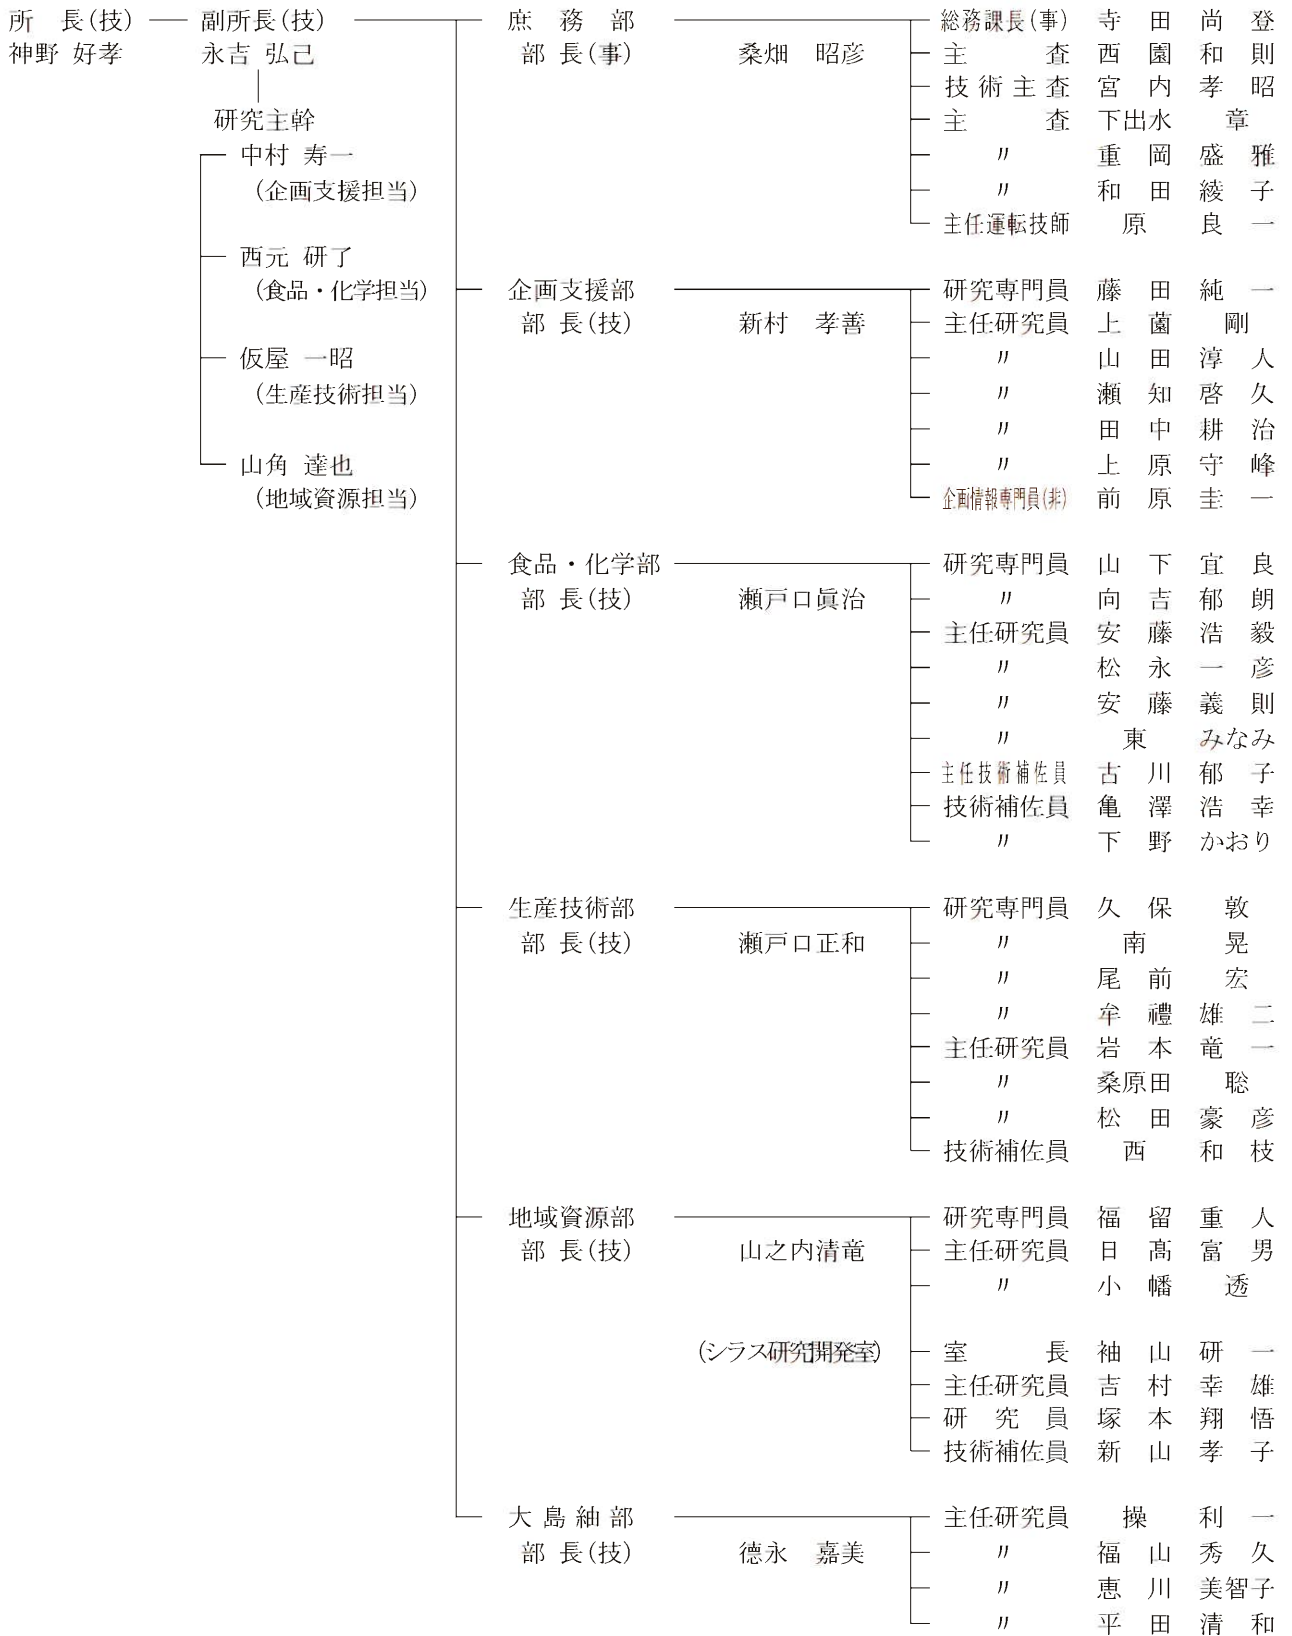 所　長(技)　副所長(技)　庶務部　総務課長(事)　寺田尚登
神野 好孝　永吉 弘己　部 長(事)　桑畑　昭彦　主　査　西園和則
技術主査　宮内孝昭
研究主幹　主　査　下出水　章
中村 寿一　〃　重岡盛雅
(企画支援担当)　〃　和田綾子
主任運転技師　原　良一
西元 研了
(食品・化学担当)　企画支援部　研究専門員　藤田純一
部 長(技)　新村　孝善　主任研究員　上薗　剛
仮屋 一昭　〃　山田淳人
(生産技術担当)　〃　瀬知啓久
〃　田中耕治
山角 達也　〃　上原守峰
(地域資源担当)　企画情報専門員(非)　前原圭一
食品・化学部　研究専門員　山下宜良
部 長(技)　瀬戸口眞治　〃　向吉郁朗
主任研究員　安藤浩毅
〃　松永一彦
〃　安藤義則
〃　東　みなみ
主任技術補佐員　古川郁子
技術補佐員　亀澤浩幸
〃　下野かおり
生産技術部　研究専門員　久保　敦
部 長(技)　瀬戸口正和　〃　南　晃
〃　尾前　宏
〃　牟禮雄二
主任研究員　岩本竜一
〃　桑原田　聡
〃　松田豪彦
技術補佐員　西　和枝
地域資源部　研究専門員　福留重人
部 長(技)　山之内清竜　主任研究員　日髙富男
〃　小幡　透
(シラス研究開発室)　室　長　袖山研一
主任研究員　吉村幸雄
研究員　塚本翔悟
技術補佐員　新山孝子
大島紬部　主任研究員　操　利一
部 長(技)　徳永　嘉美　〃　福山秀久
〃　恵川美智子
〃　平田清和